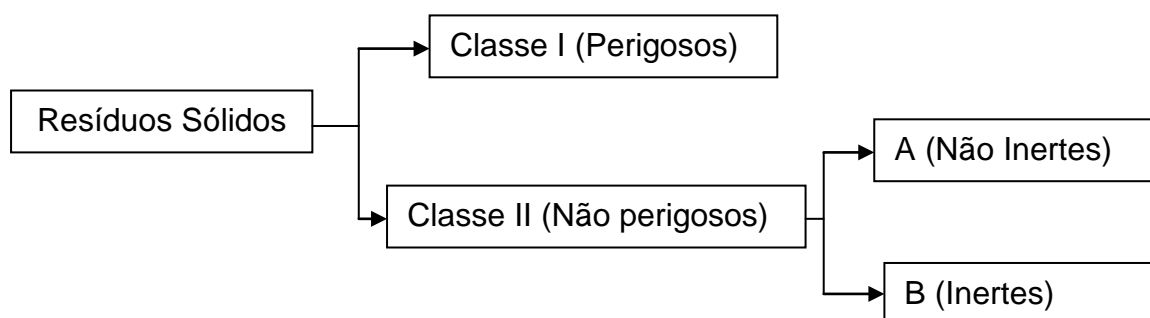 Classe I (Perigosos)
Resíduos Sólidos
Classe II (Não perigosos)
A (Não Inertes)
B (Inertes)